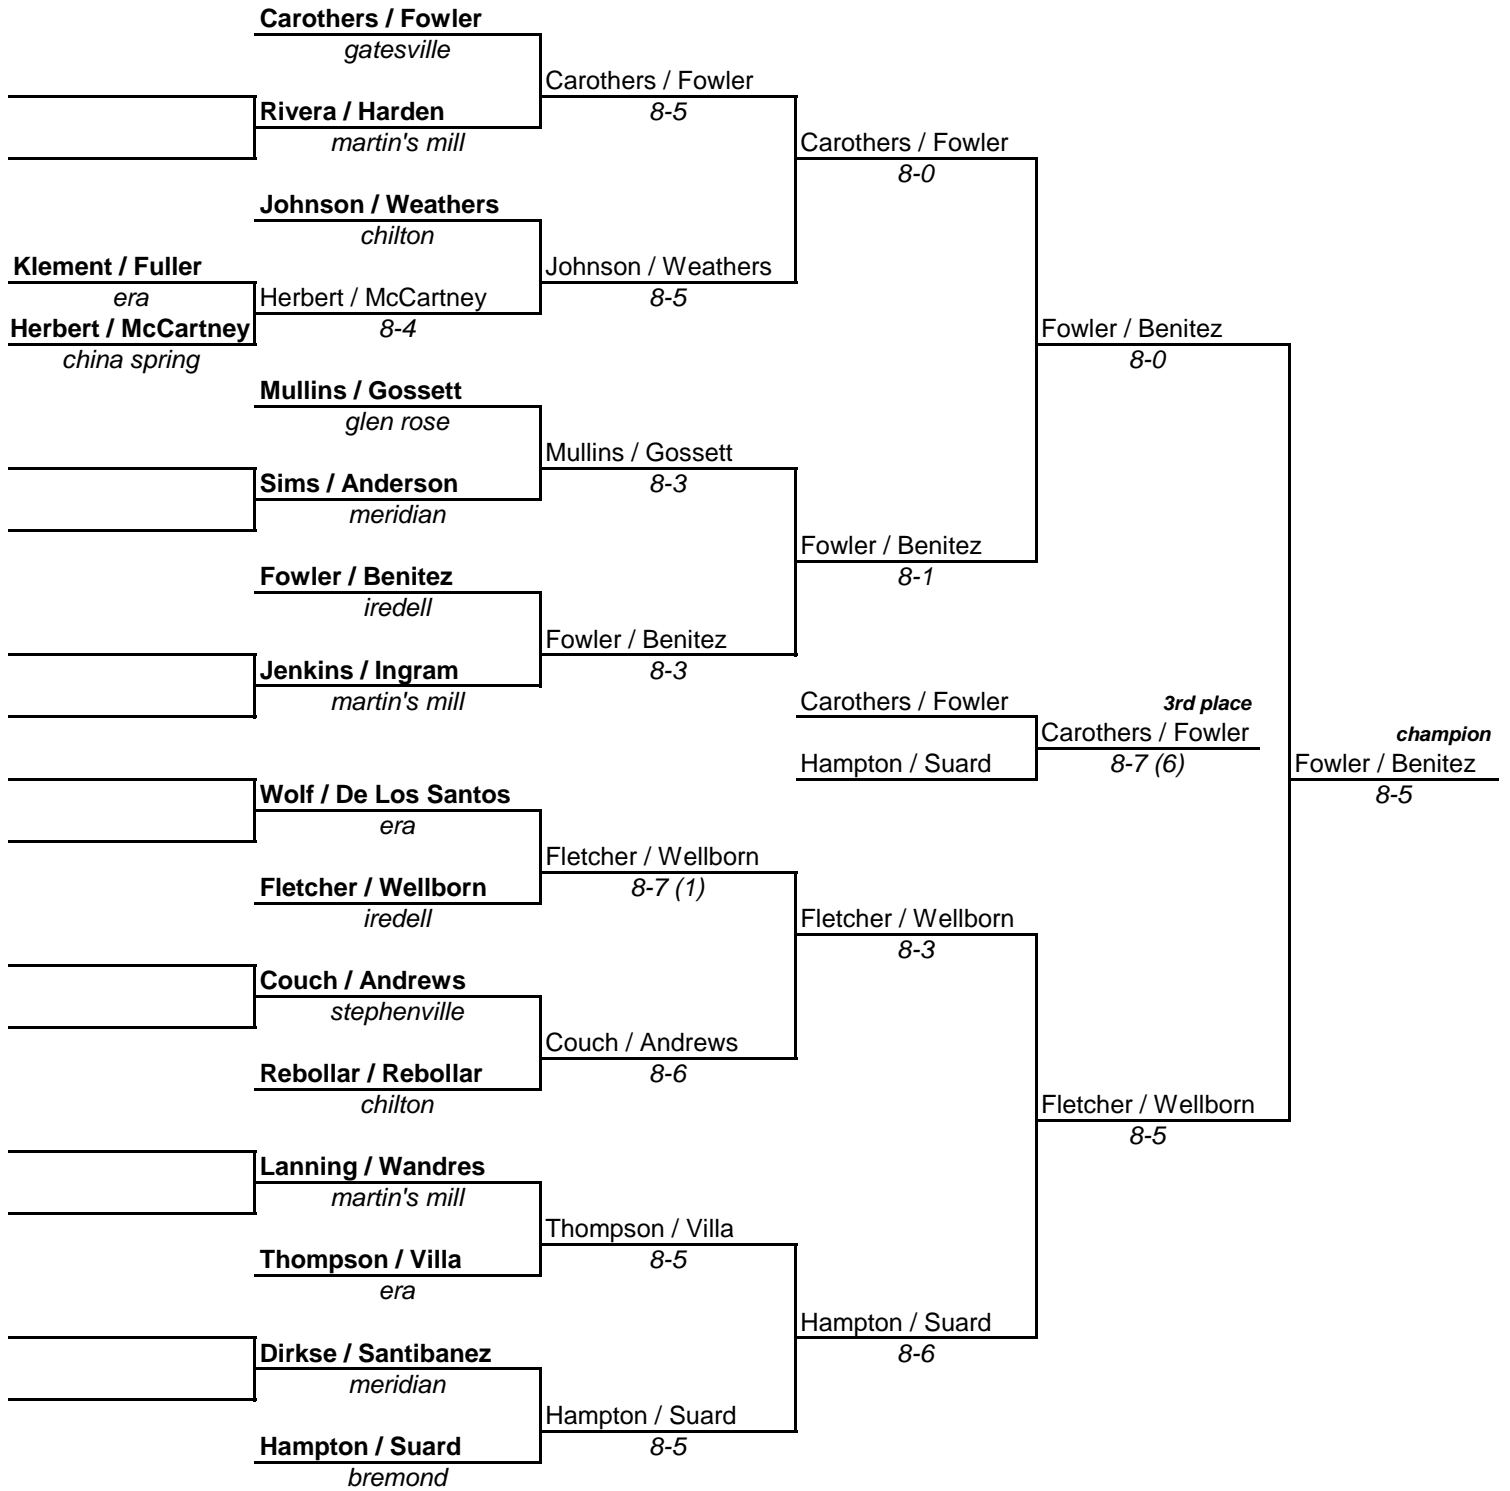 Carothers / Fowler
gatesville
Carothers / Fowler
8-5
Rivera / Harden
martin's mill
Carothers / Fowler
8-0
Johnson / Weathers
chilton
Klement / Fuller
era
Johnson / Weathers
8-5
Herbert / McCartney
8-4
Herbert / McCartney
china spring
Fowler / Benitez
8-0
Mullins / Gossett
glen rose
Mullins / Gossett
8-3
Sims / Anderson
meridian
Fowler / Benitez
8-1
Fowler / Benitez
iredell
Fowler / Benitez
8-3
Jenkins / Ingram
martin's mill
Carothers / Fowler
3rd place
Carothers / Fowler
8-7 (6)
Hampton / Suard
champion
Fowler / Benitez
8-5
Wolf / De Los Santos
era
Fletcher / Wellborn
8-7 (1)
Fletcher / Wellborn
iredell
Fletcher / Wellborn
8-3
Couch / Andrews
stephenville
Couch / Andrews
8-6
Rebollar / Rebollar
chilton
Fletcher / Wellborn
8-5
Lanning / Wandres
martin's mill
Thompson / Villa
8-5
Thompson / Villa
era
Hampton / Suard
8-6
Dirkse / Santibanez
meridian
Hampton / Suard
8-5
Hampton / Suard
bremond